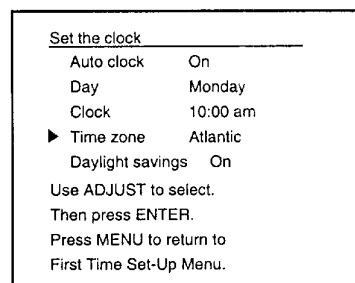 Set the clock
Auto clock On
Day Monday
Clock 10:00 am
▶ Time zone Atlantic
Daylight savings On
Use ADJUST to select.
Then press ENTER.
Press MENU to return to
First Time Set-Up Menu.